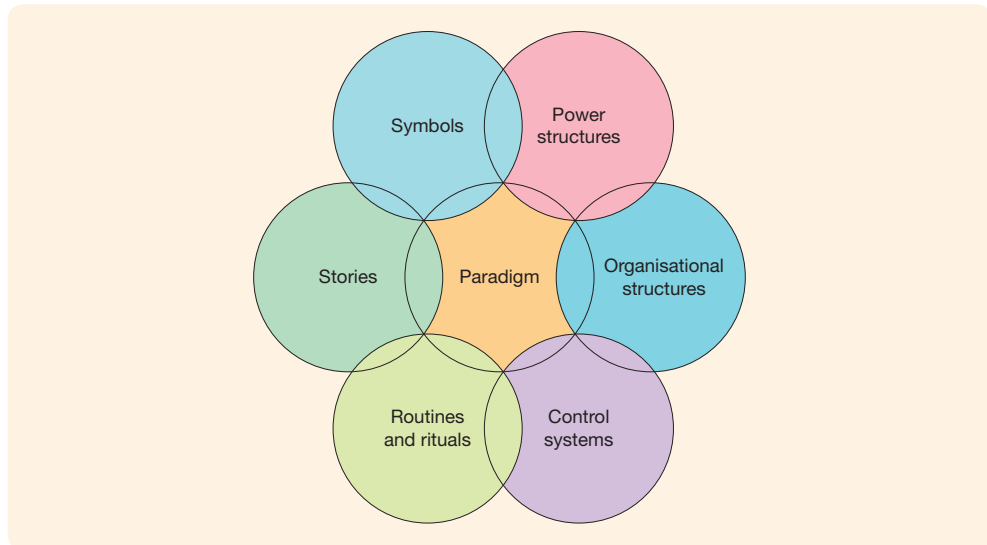 Symbols
Power
structures
Stories
Paradigm
Organisational
structures
Routines
and rituals
Control
systems